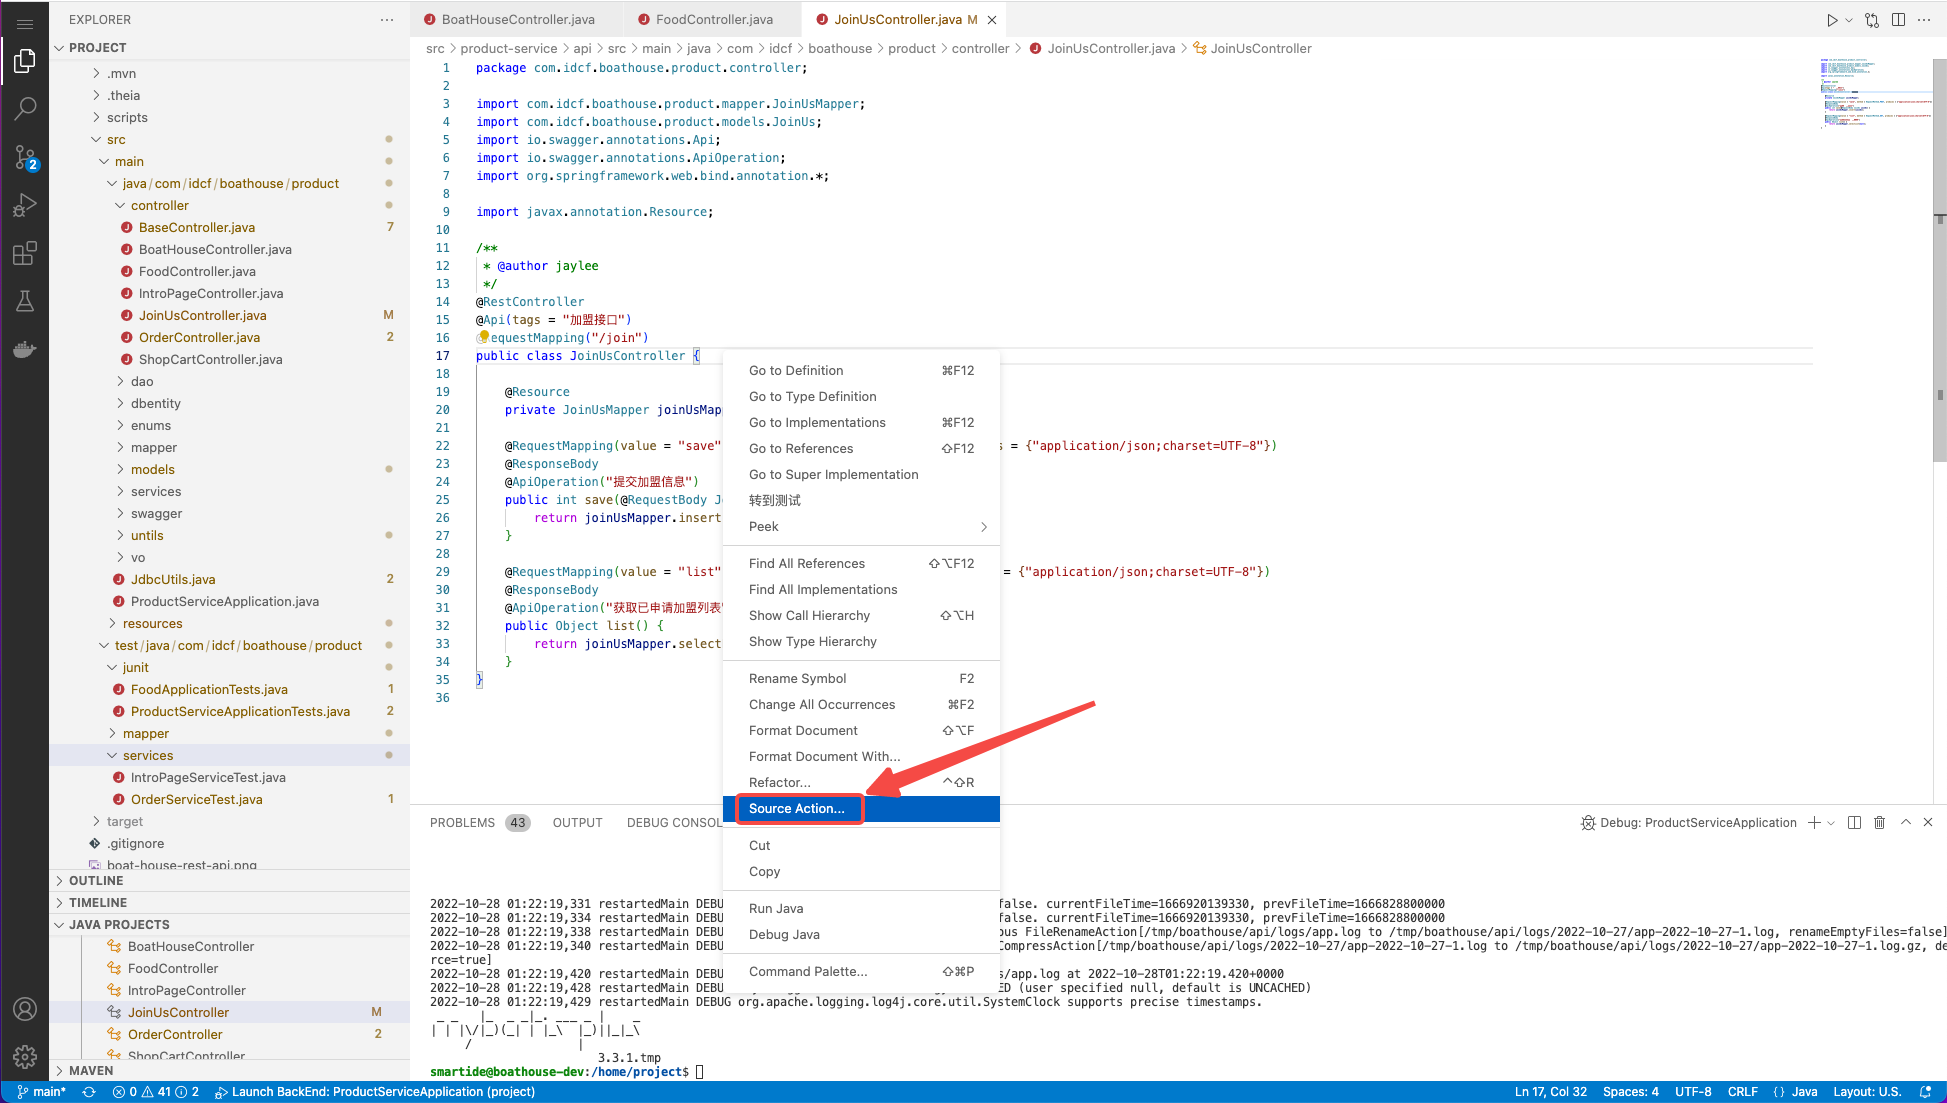 EXPLORER
PROJECT
.mvn
.theia
scripts
src
main
java/com/idcf/boathouse/product
controller
BaseController.java 7
BoatHouseController.java
FoodController.java
IntroPageController.java
JoinUsController.java M
OrderController.java 2
ShopCartController.java
dao
dbentity
enums
mapper
models
services
swagger
untils
vo
JdbcUtils.java 2
ProductServiceApplication.java
resources
test/java/com/idcf/boathouse/product
junit
FoodApplicationTests.java 1
ProductServiceApplicationTests.java 2
mapper
services
IntroPageServiceTest.java
OrderServiceTest.java 1
target
.gitignore
boat-house-rest-api.png
OUTLINE
TIMELINE
JAVA PROJECTS
BoatHouseController
FoodController
IntroPageController
JoinUsController M
OrderController 2
ShopCartController
MAVEN
2
BoatHouseController.java FoodController.java JoinUsController.java M
src > product-service > api > src > main > java > com > idcf > boathouse > product > controller > JoinUsController.java > JoinUsController
1 package com.idcf.boathouse.product.controller;
2
3 import com.idcf.boathouse.product.mapper.JoinUsMapper;
4 import com.idcf.boathouse.product.models.JoinUs;
5 import io.swagger.annotations.Api;
6 import io.swagger.annotations.ApiOperation;
7 import org.springframework.web.bind.annotation.*;
8
9 import javax.annotation.Resource;
10
11 /**
12 * @author jaylee
13 */
14 @RestController
15 @Api(tags = "加盟接口")
16 equestMapping("/join")
17 public class JoinUsController {
18
19 @Resource
20 private JoinUsMapper joinUsMap
21
22 @RequestMapping(value = "save" s = {"application/json;charset=UTF-8"})
23 @ResponseBody
24 @ApiOperation("提交加盟信息")
25 public int save(@RequestBody J
26 return joinUsMapper.insert
27 }
28
29 @RequestMapping(value = "list" = {"application/json;charset=UTF-8"})
30 @ResponseBody
31 @ApiOperation("获取已申请加盟列表"
32 public Object list() {
33 return joinUsMapper.select
34 }
35 }
36
Go to Definition ⌘F12
Go to Type Definition
Go to Implementations ⌘F12
Go to References ⇧F12
Go to Super Implementation
转到测试
Peek
Find All References ⇧⌥F12
Find All Implementations
Show Call Hierarchy ⇧⌥H
Show Type Hierarchy
Rename Symbol F2
Change All Occurrences ⌘F2
Format Document ⇧⌥F
Format Document With...
Refactor... ^⇧R
Source Action...
Cut
Copy
Run Java
Debug Java
Command Palette... ⇧⌘P
PROBLEMS 43 OUTPUT DEBUG CONSOL Debug: ProductServiceApplication
2022-10-28 01:22:19,331 restartedMain DEBU false. currentFileTime=1666920139330, prevFileTime=1666828800000
2022-10-28 01:22:19,334 restartedMain DEBU false. currentFileTime=1666920139330, prevFileTime=1666828800000
2022-10-28 01:22:19,338 restartedMain DEBU ous FileRenameAction[/tmp/boathouse/api/logs/app.log to /tmp/boathouse/api/logs/2022-10-27/app-2022-10-27-1.log, renameEmptyFiles=false]
2022-10-28 01:22:19,340 restartedMain DEBU CompressAction[/tmp/boathouse/api/logs/2022-10-27/app-2022-10-27-1.log to /tmp/boathouse/api/logs/2022-10-27/app-2022-10-27-1.log.gz, de
rce=true]
2022-10-28 01:22:19,420 restartedMain DEBU s/app.log at 2022-10-28T01:22:19.420+0000
2022-10-28 01:22:19,428 restartedMain DEBU ED (user specified null, default is UNCACHED)
2022-10-28 01:22:19,429 restartedMain DEBUG org.apache.logging.log4j.core.util.SystemClock supports precise timestamps.
3.3.1.tmp
smartide@boathouse-dev:/home/project$
main* 0 41 2 Launch BackEnd: ProductServiceApplication (project) Ln 17, Col 32 Spaces: 4 UTF-8 CRLF {} Java Layout: U.S.